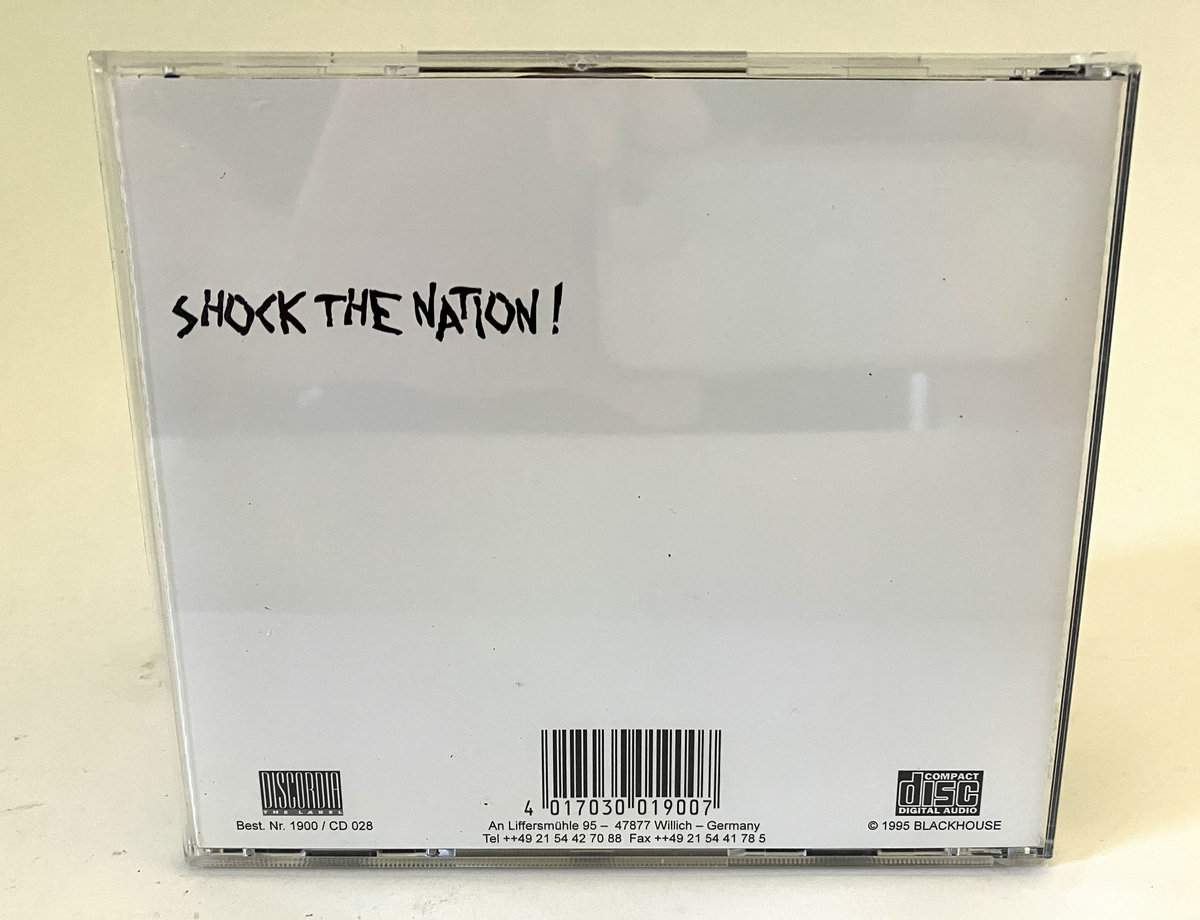 SHOCK THE NATION!
DISCORDIA
THE LABEL
Best. Nr. 1900 / CD 028
4 017030 019007
An Liffersmühle 95 – 47877 Willich – Germany
Tel ++49 21 54 42 70 88 Fax ++49 21 54 41 78 5
COMPACT
disc
DIGITAL AUDIO
© 1995 BLACKHOUSE